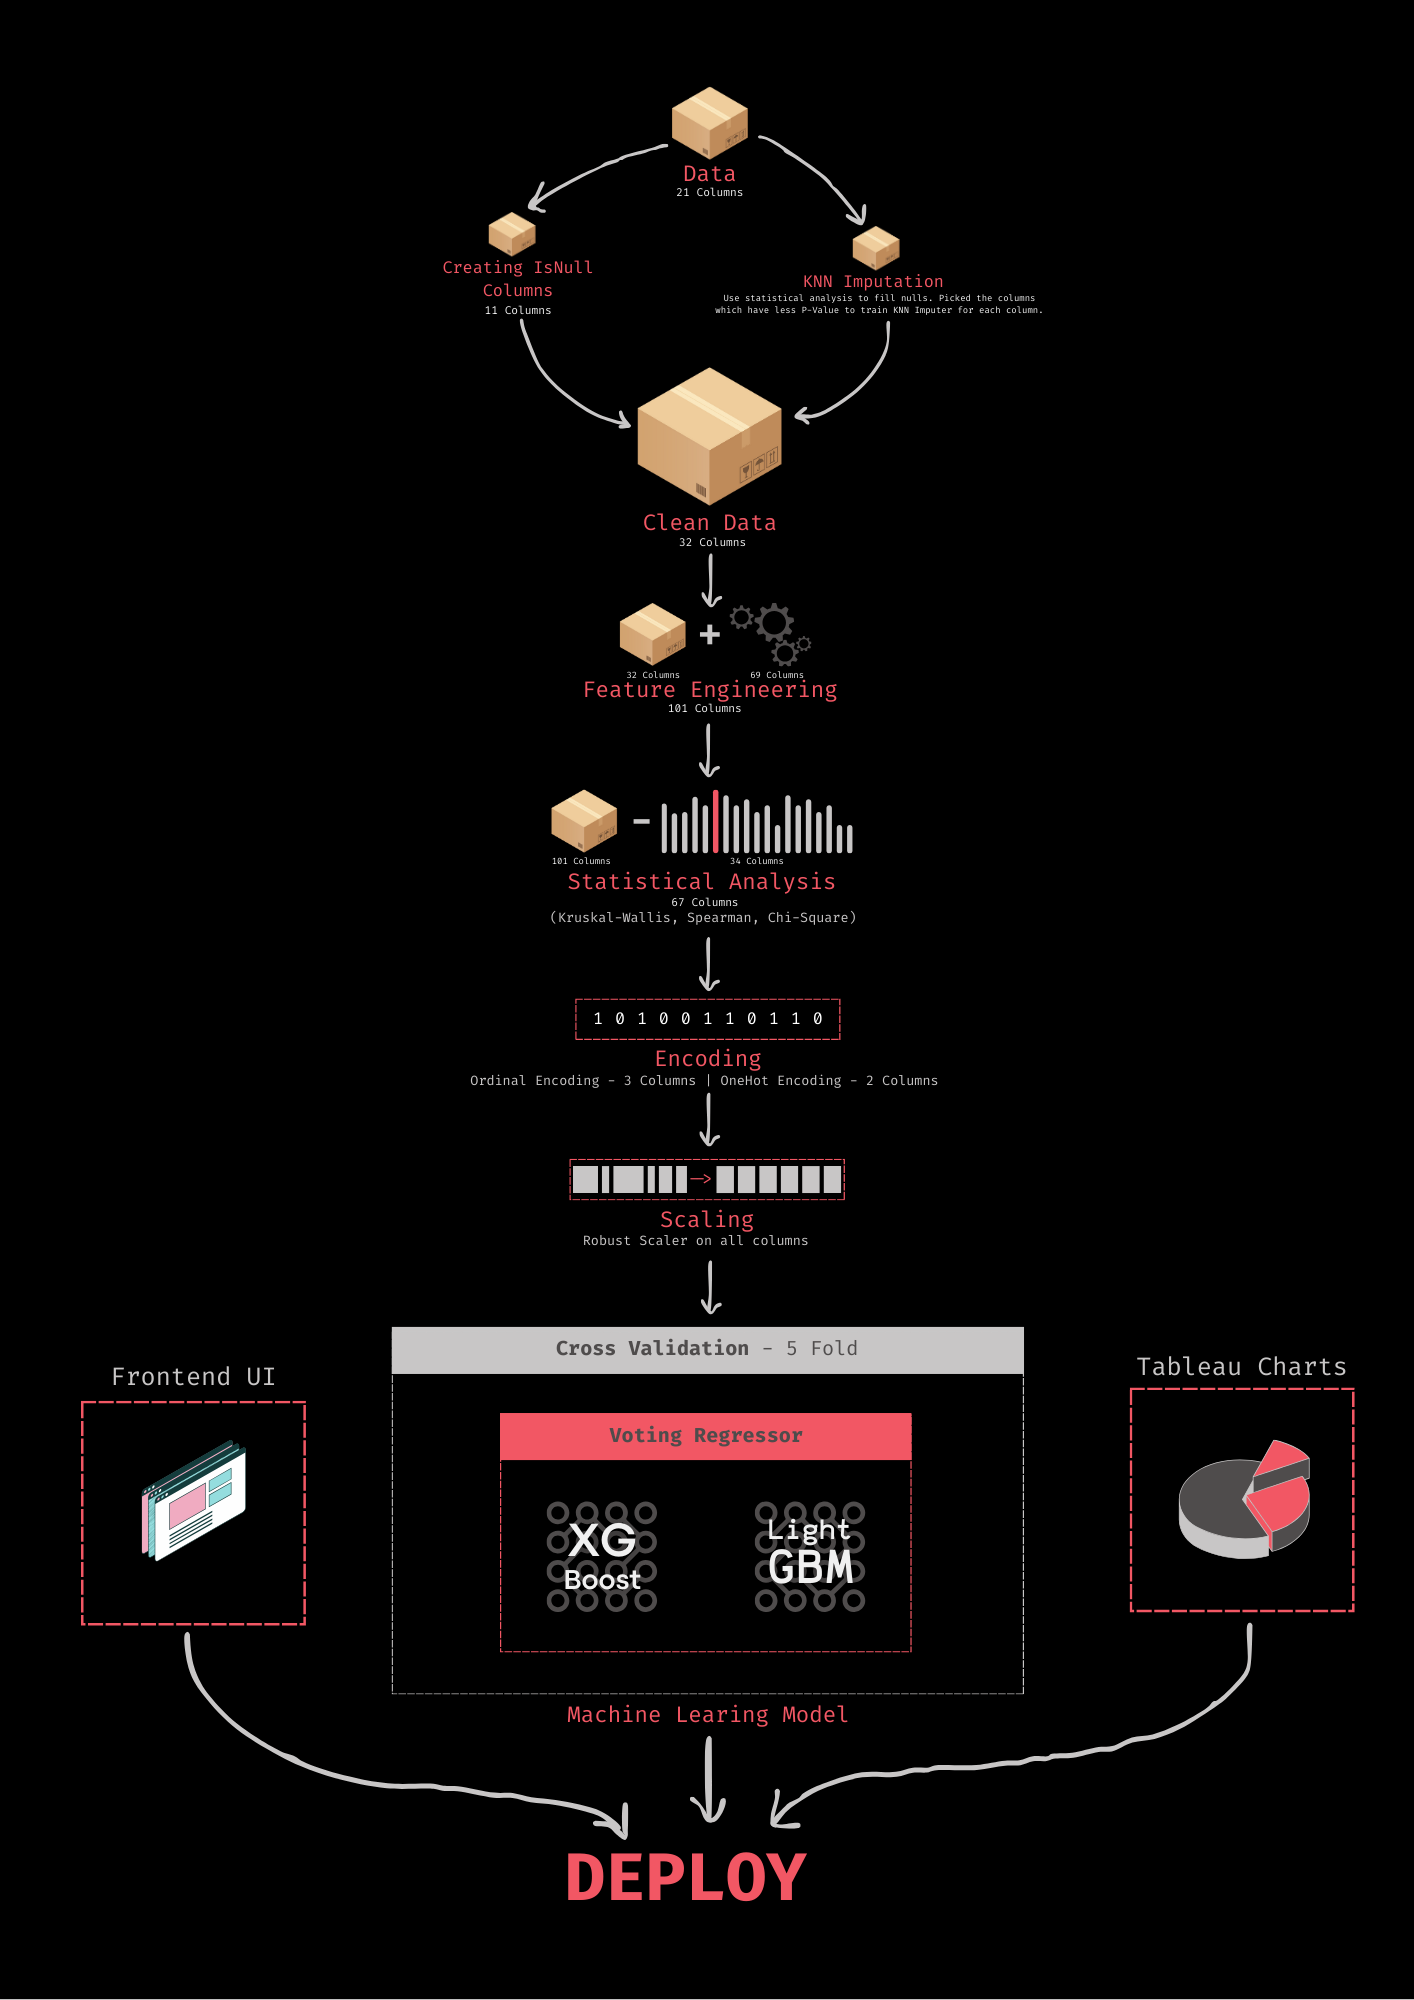 Data
21 Columns
Creating IsNull
Columns
11 Columns
KNN Imputation
Use statistical analysis to fill nulls. Picked the columns
which have less P-Value to train KNN Imputer for each column.
Clean Data
32 Columns
+
32 Columns
69 Columns
Feature Engineering
101 Columns
-
101 Columns
34 Columns
Statistical Analysis
67 Columns
(Kruskal-Wallis, Spearman, Chi-Square)
1 0 1 0 0 1 1 0 1 1 0
Encoding
Ordinal Encoding - 3 Columns | OneHot Encoding - 2 Columns
-->
Scaling
Robust Scaler on all columns
Cross Validation - 5 Fold
Frontend UI
Tableau Charts
Voting Regressor
XG
Boost
Light
GBM
Machine Learing Model
DEPLOY